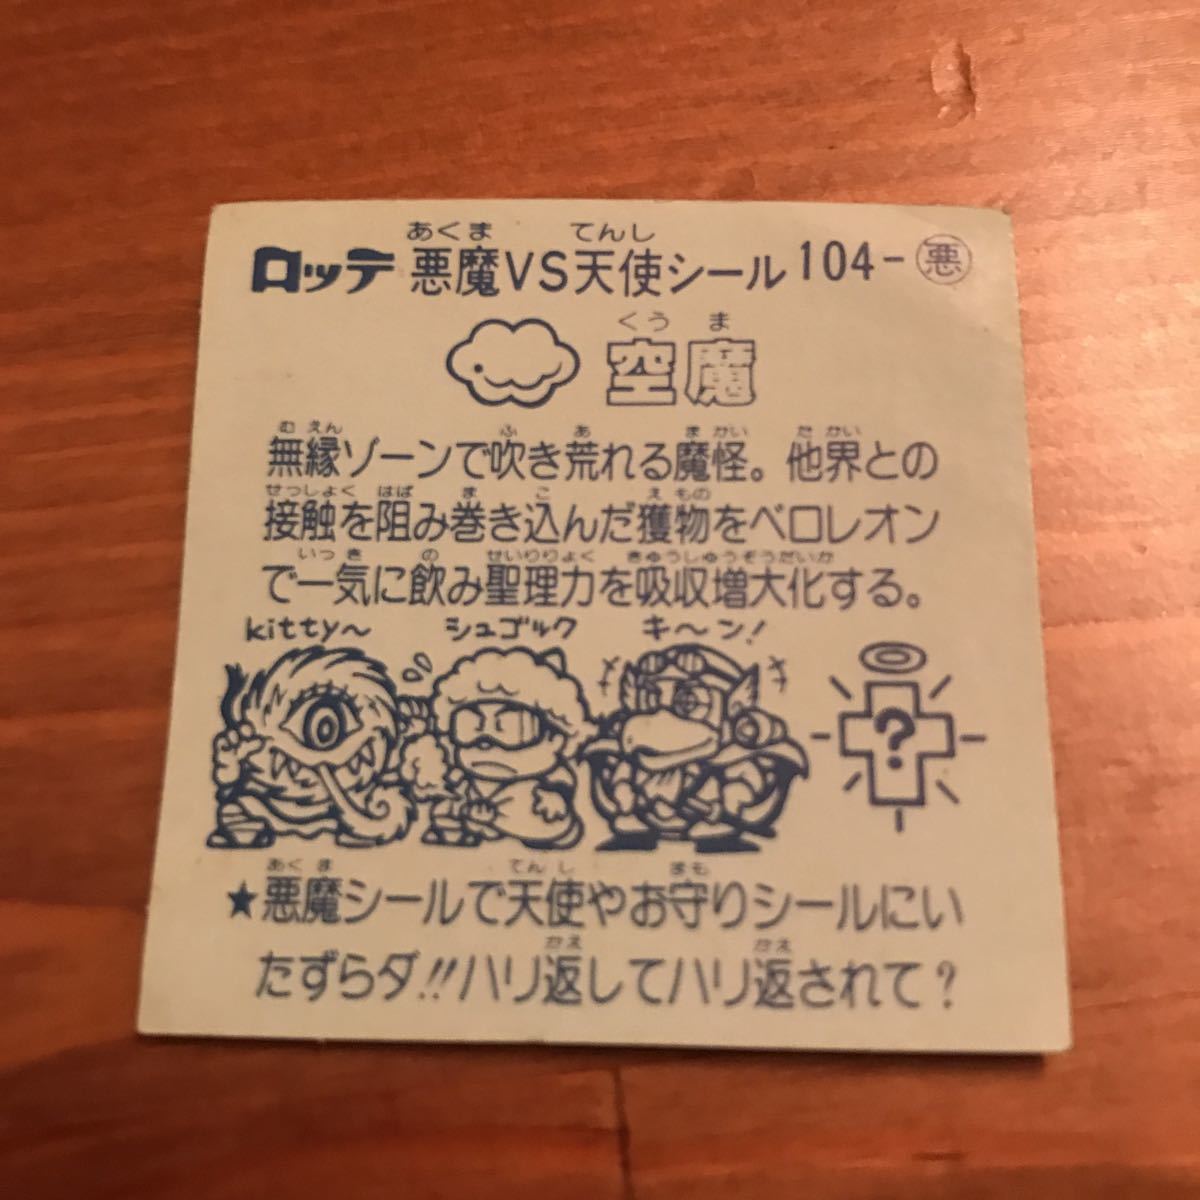 あくま てんし
ロッテ 悪魔VS天使シール 104-悪
くうま
空魔
むえん ふ あ まがい たかい
無縁ゾーンで吹き荒れる魔怪。他界との
せっしょく はば ま こ えもの
接触を阻み巻き込んだ獲物をベロレオン
いっき の せいりりょく きゅうしゅうぞうだいか
で一気に飲み聖理力を吸収増大化する。
kitty〜 シュゴルク キ〜ン!
?
あくま てんし まも
★悪魔シールで天使やお守りシールにい
かえ かえ
たずらダ!!ハリ返してハリ返されて?